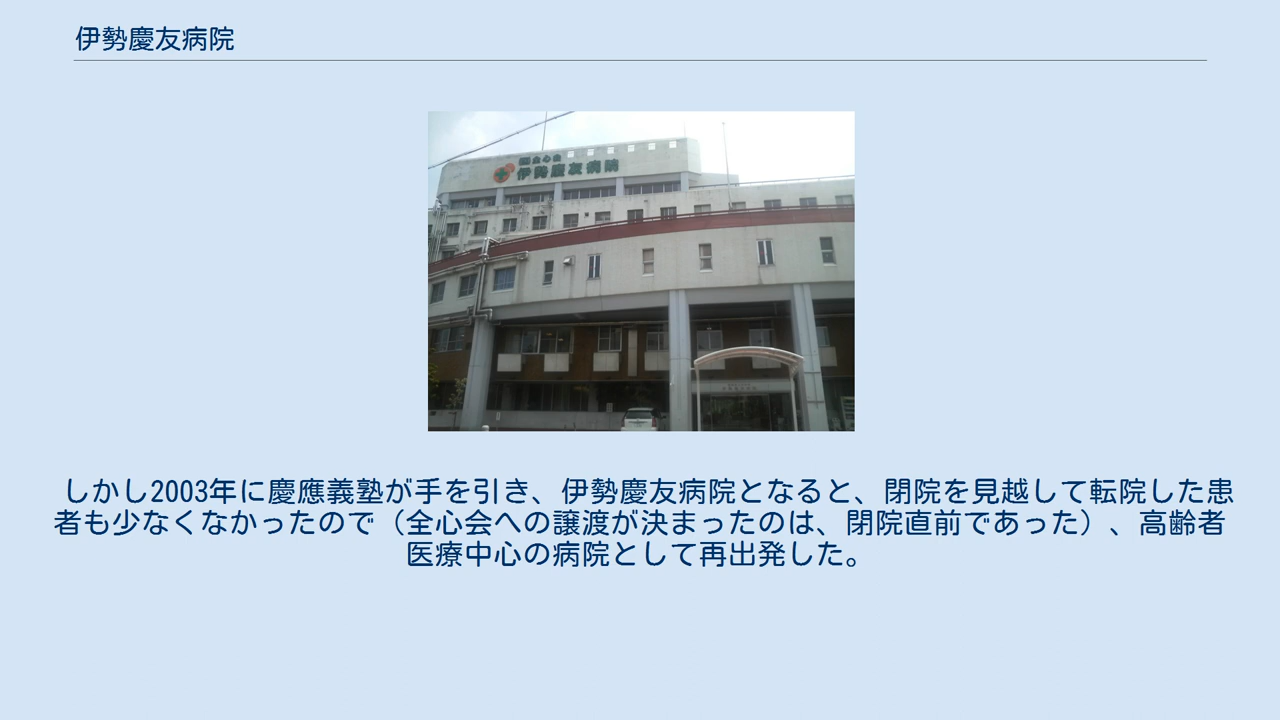 伊勢慶友病院
全心会
伊勢慶友病院
しかし2003年に慶應義塾が手を引き、伊勢慶友病院となると、閉院を見越して転院した患
者も少なくなかったので（全心会への譲渡が決まったのは、閉院直前であった）、高齢者
医療中心の病院として再出発した。